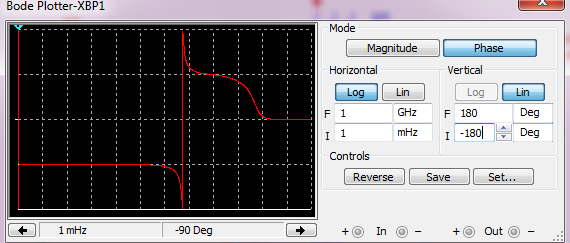 Bode Plotter-XBP1
Mode
Magnitude Phase
Horizontal Vertical
Log Lin Log Lin
F 1 GHz F 180 Deg
I 1 mHz I -180 Deg
Controls
Reverse Save Set...
1 mHz -90 Deg
+ In - + Out -